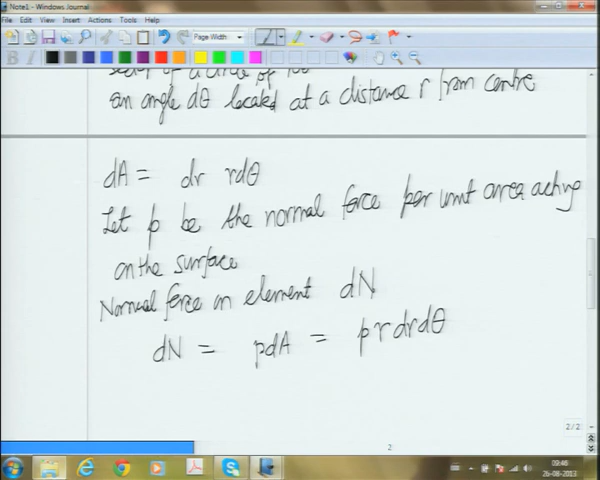 Note1 - Windows Journal
File Edit View Insert Actions Tools Help
Page Width
an angle dθ located at a distance r from centre
dA = dr rdθ
Let p be the normal force per unit area acting
on the surface
Normal force on element dN
dN = pdA = prdrdθ
2/2
2
09:46
26-08-2013